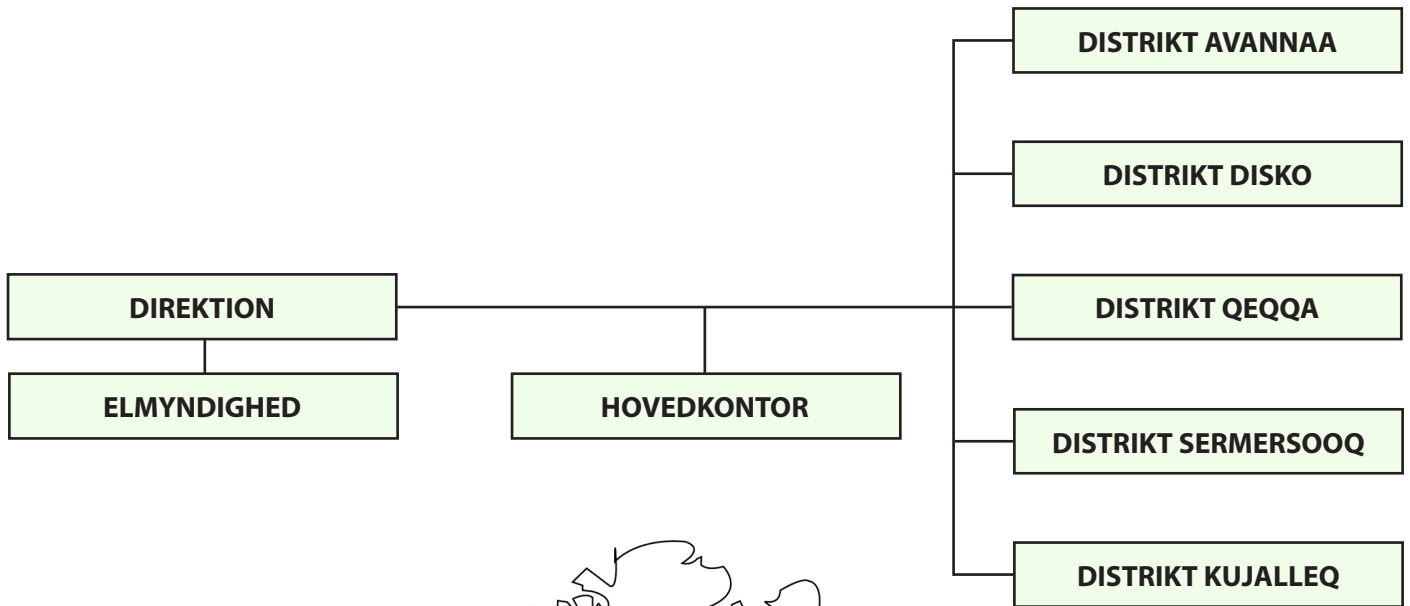 DISTRIKT AVANNAA
DISTRIKT DISKO
DIREKTION
DISTRIKT QEQQA
ELMYNDIGHED
HOVEDKONTOR
DISTRIKT SERMERSOOQ
DISTRIKT KUJALLEQ